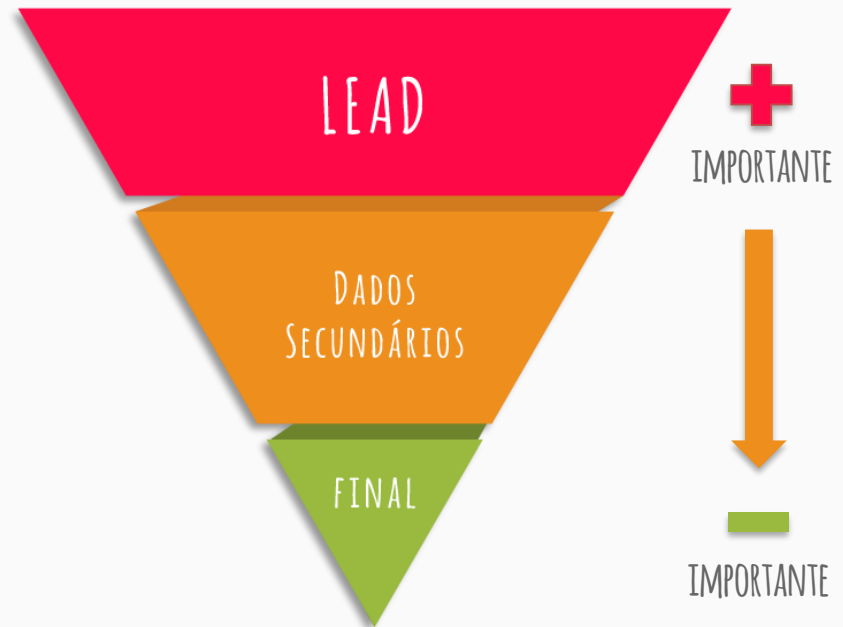 LEAD
IMPORTANTE
DADOS
SECUNDÁRIOS
FINAL
IMPORTANTE